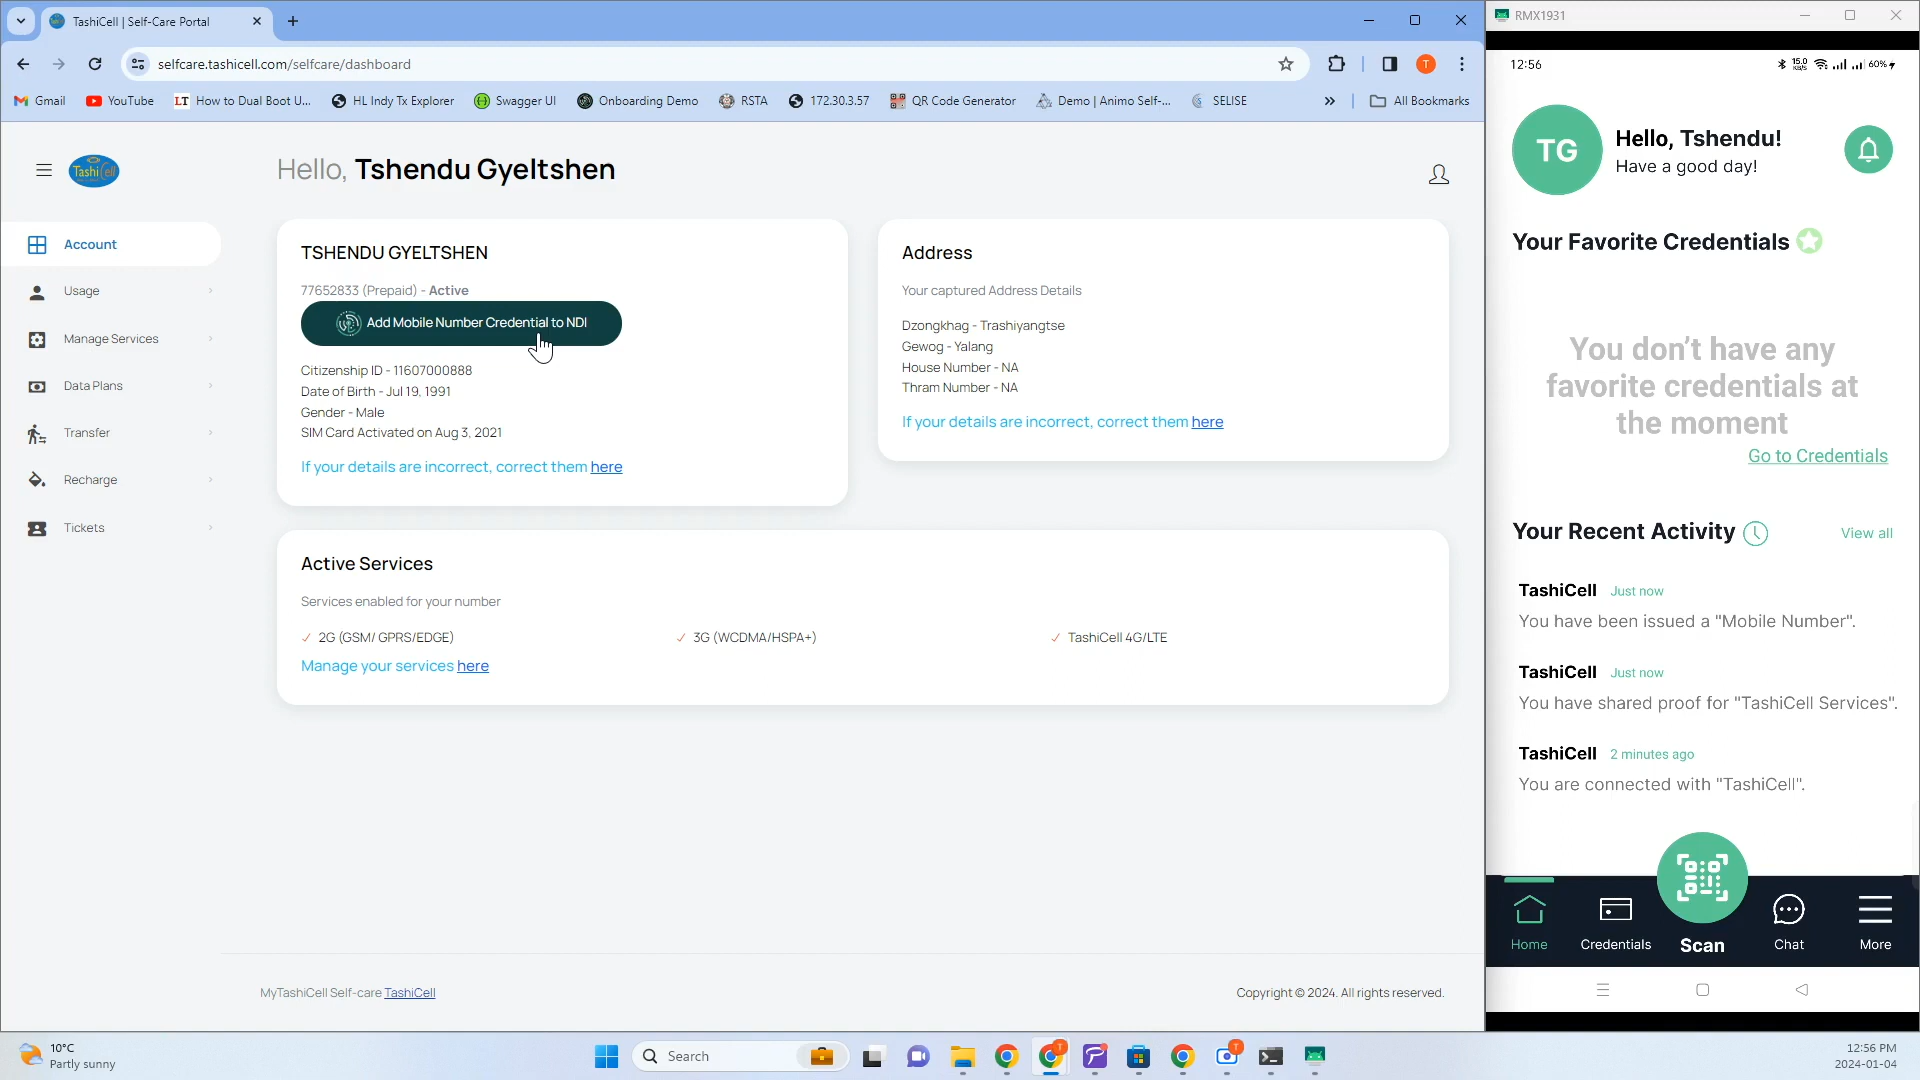 TashiCell | Self-Care Portal
selfcare.tashicell.com/selfcare/dashboard
Gmail
YouTube
LT How to Dual Boot U...
HL Indy Tx Explorer
Swagger UI
Onboarding Demo
RSTA
172.30.3.57
QR Code Generator
Demo | Animo Self-...
SELISE
»
All Bookmarks
T
TashiCell
Hello, Tshendu Gyeltshen
Account
Usage
Manage Services
Data Plans
Transfer
Recharge
Tickets
TSHENDU GYELTSHEN
77652833 (Prepaid) - Active
Add Mobile Number Credential to NDI
Citizenship ID - 11607000888
Date of Birth - Jul 19, 1991
Gender - Male
SIM Card Activated on Aug 3, 2021
If your details are incorrect, correct them here
Address
Your captured Address Details
Dzongkhag - Trashiyangtse
Gewog - Yalang
House Number - NA
Thram Number - NA
If your details are incorrect, correct them here
Active Services
Services enabled for your number
2G (GSM/ GPRS/EDGE)
3G (WCDMA/HSPA+)
TashiCell 4G/LTE
Manage your services here
MyTashiCell Self-care TashiCell
Copyright © 2024. All rights reserved.
RMX1931
12:56
15.0
KB/S
60%
TG
Hello, Tshendu!
Have a good day!
Your Favorite Credentials
You don't have any
favorite credentials at
the moment
Go to Credentials
Your Recent Activity
View all
TashiCell Just now
You have been issued a "Mobile Number".
TashiCell Just now
You have shared proof for "TashiCell Services".
TashiCell 2 minutes ago
You are connected with "TashiCell".
Home
Credentials
Scan
Chat
More
10°C
Partly sunny
Search
T
T
12:56 PM
2024-01-04